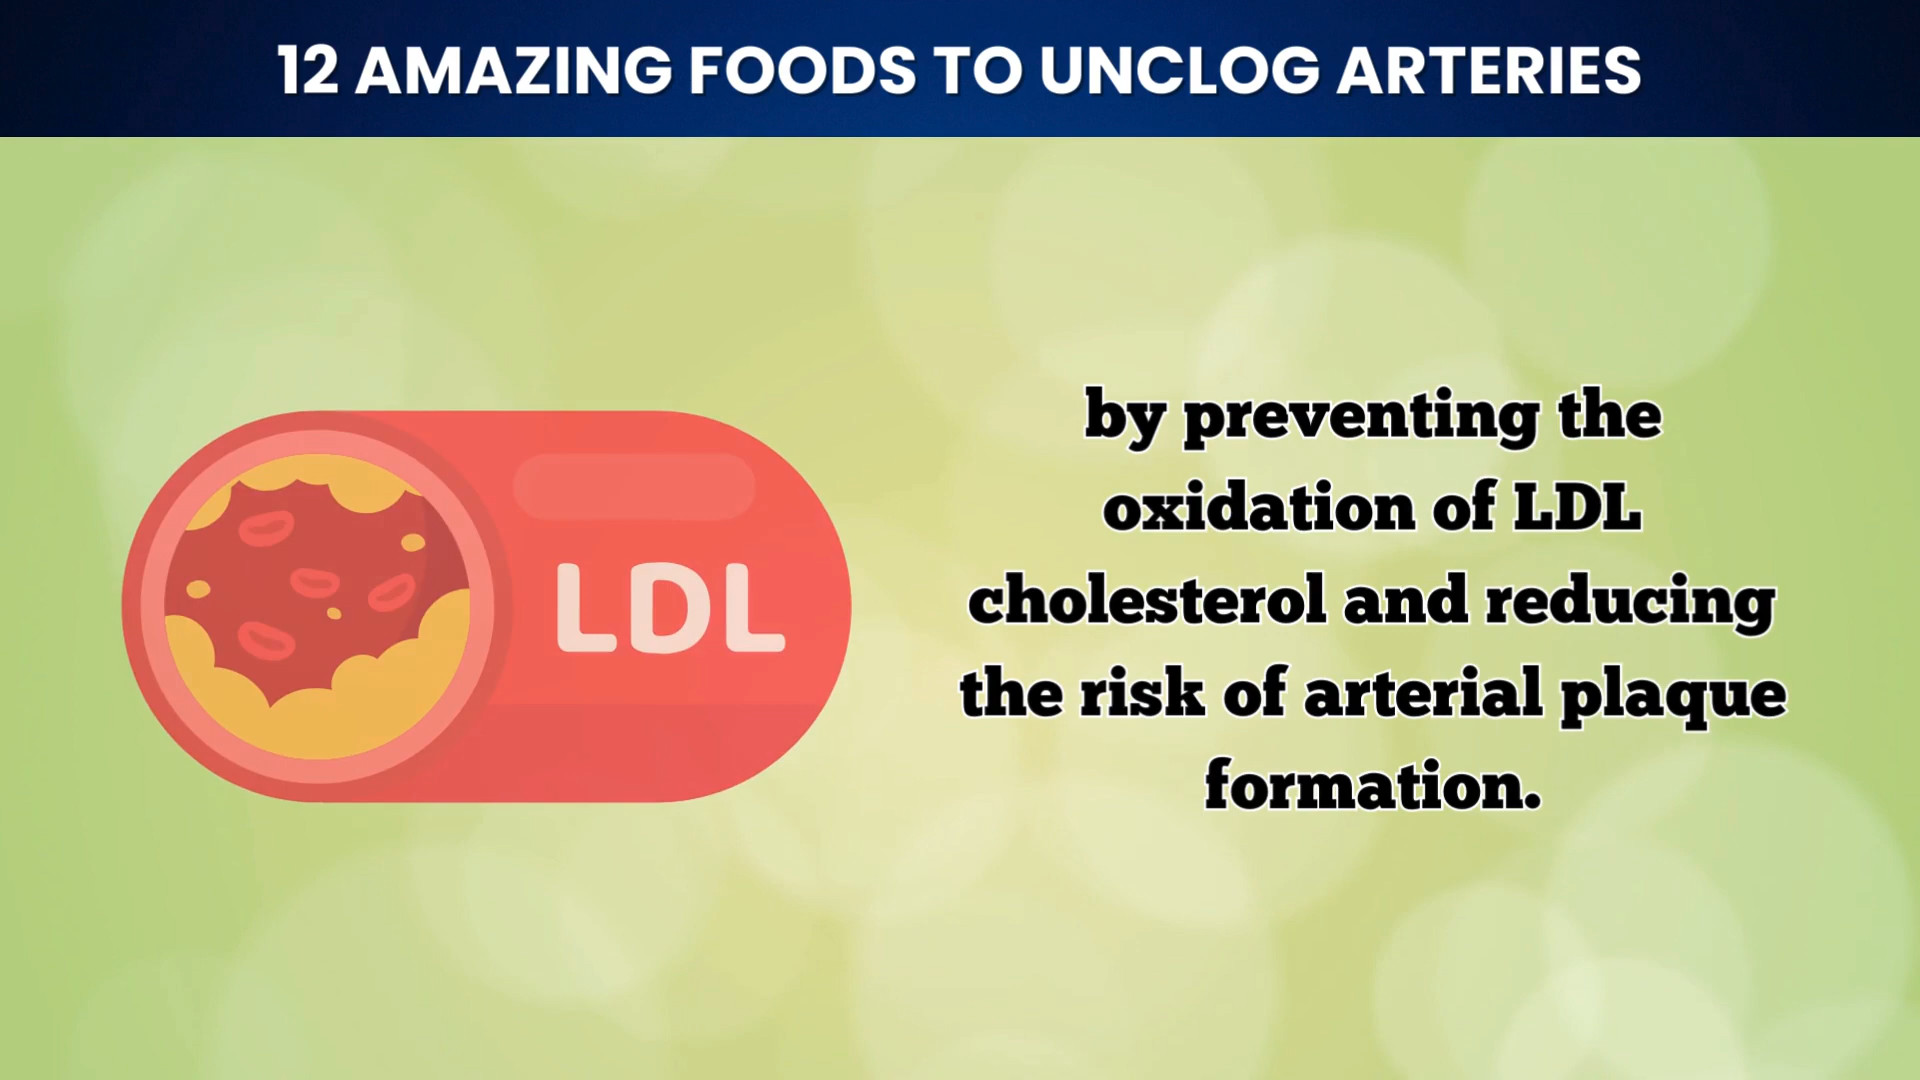 12 AMAZING FOODS TO UNCLOG ARTERIES
LDL
by preventing the
oxidation of LDL
cholesterol and reducing
the risk of arterial plaque
formation.